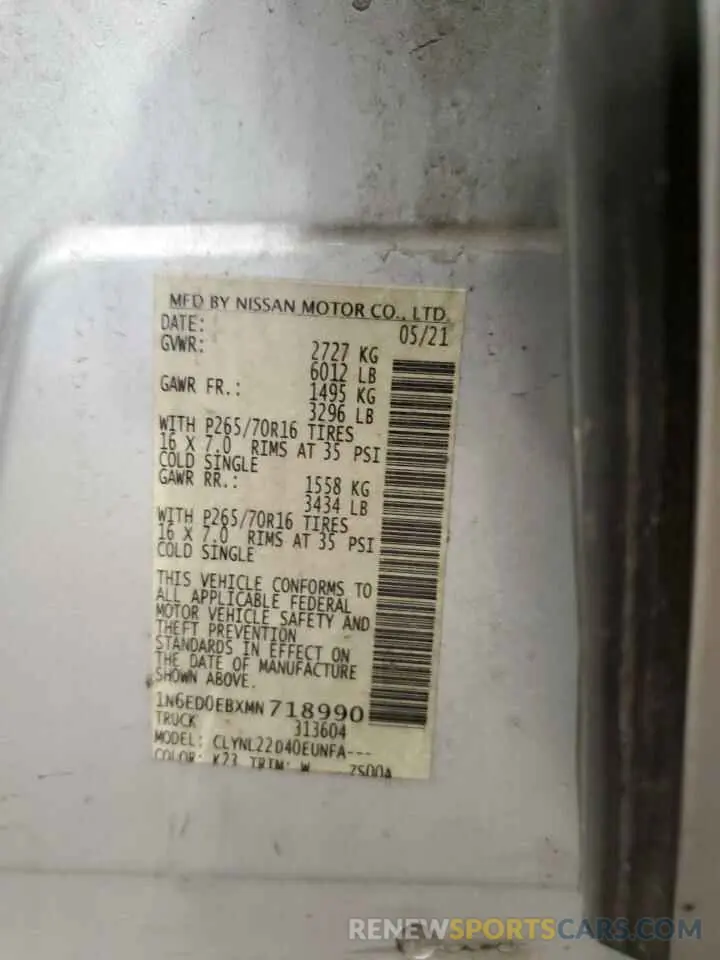 MFD BY NISSAN MOTOR CO., LTD.
DATE: 05/21
GVWR: 2727 KG
6012 LB
GAWR FR.: 1495 KG
3296 LB
WITH P265/70R16 TIRES
16 X 7.0 RIMS AT 35 PSI
COLD SINGLE
GAWR RR.: 1558 KG
3434 LB
WITH P265/70R16 TIRES
16 X 7.0 RIMS AT 35 PSI
COLD SINGLE
THIS VEHICLE CONFORMS TO
ALL APPLICABLE FEDERAL
MOTOR VEHICLE SAFETY AND
THEFT PREVENTION
STANDARDS IN EFFECT ON
THE DATE OF MANUFACTURE
SHOWN ABOVE.
1N6ED0EBXMN718990
TRUCK 313604
MODEL: CLYNL22D40EUNFA---
COLOR: K23 TRIM: W ZS00A
RENEWSPORTSCARS.COM